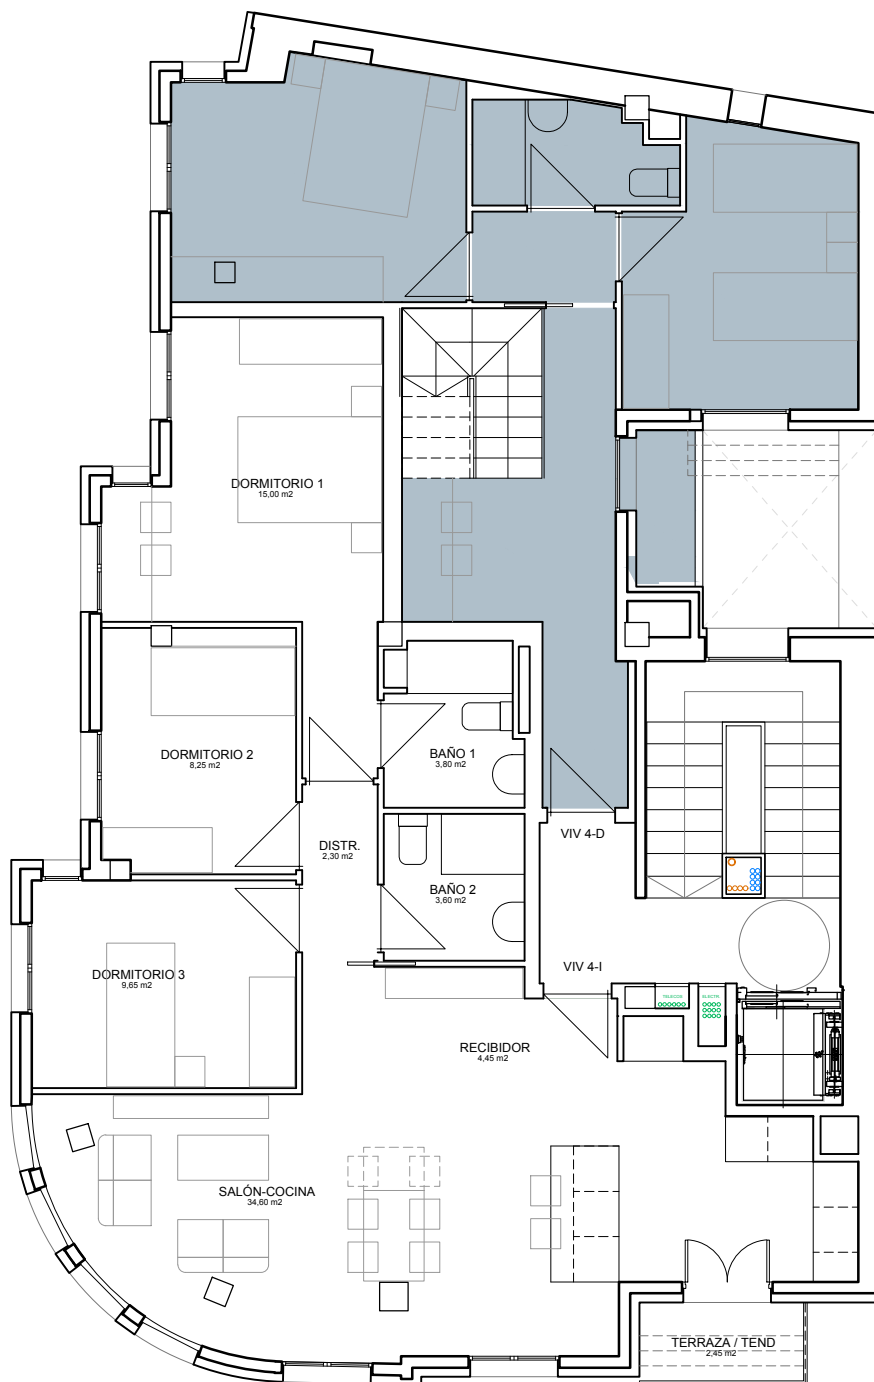 DORMITORIO 1
15,00 m2
DORMITORIO 2
8,25 m2
BAÑO 1
3,80 m2
VIV 4-D
DISTR.
2,30 m2
BAÑO 2
3,60 m2
DORMITORIO 3
9,65 m2
VIV 4-I
TELECOS
ELECTR.
RECIBIDOR
4,45 m2
SALÓN-COCINA
34,60 m2
TERRAZA / TEND
2,45 m2